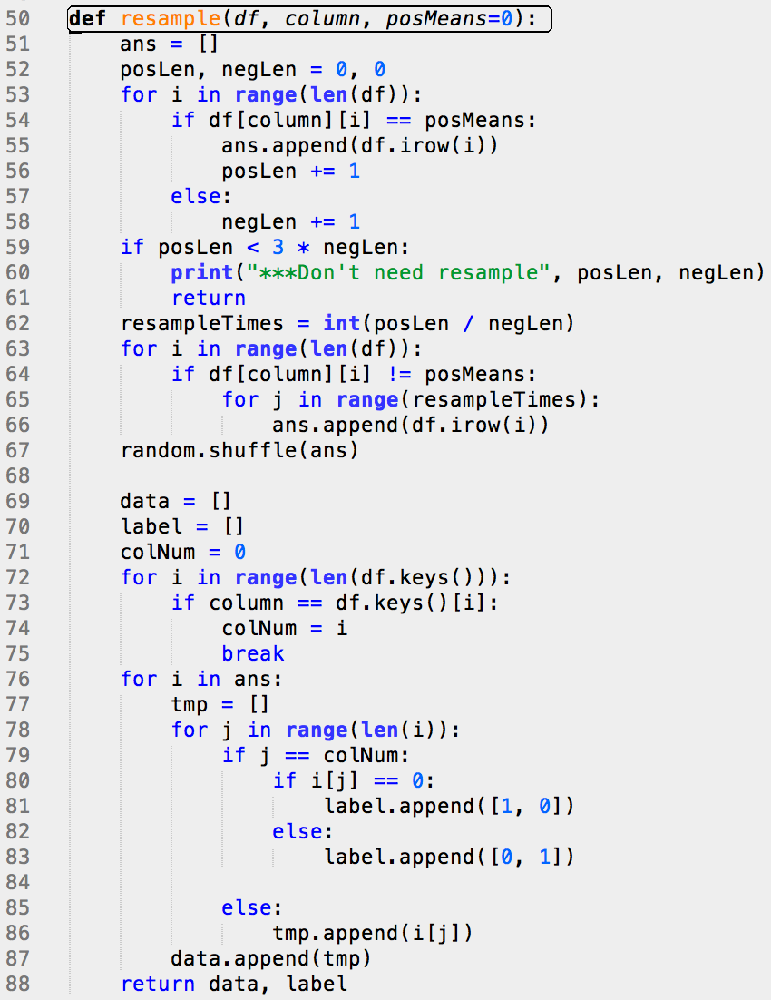 50 def resample(df, column, posMeans=0):
51     ans = []
52     posLen, negLen = 0, 0
53     for i in range(len(df)):
54         if df[column][i] == posMeans:
55             ans.append(df.irow(i))
56             posLen += 1
57         else:
58             negLen += 1
59     if posLen < 3 * negLen:
60         print("***Don't need resample", posLen, negLen)
61         return
62     resampleTimes = int(posLen / negLen)
63     for i in range(len(df)):
64         if df[column][i] != posMeans:
65             for j in range(resampleTimes):
66                 ans.append(df.irow(i))
67     random.shuffle(ans)
68
69     data = []
70     label = []
71     colNum = 0
72     for i in range(len(df.keys())):
73         if column == df.keys()[i]:
74             colNum = i
75             break
76     for i in ans:
77         tmp = []
78         for j in range(len(i)):
79             if j == colNum:
80                 if i[j] == 0:
81                     label.append([1, 0])
82                 else:
83                     label.append([0, 1])
84
85             else:
86                 tmp.append(i[j])
87         data.append(tmp)
88     return data, label